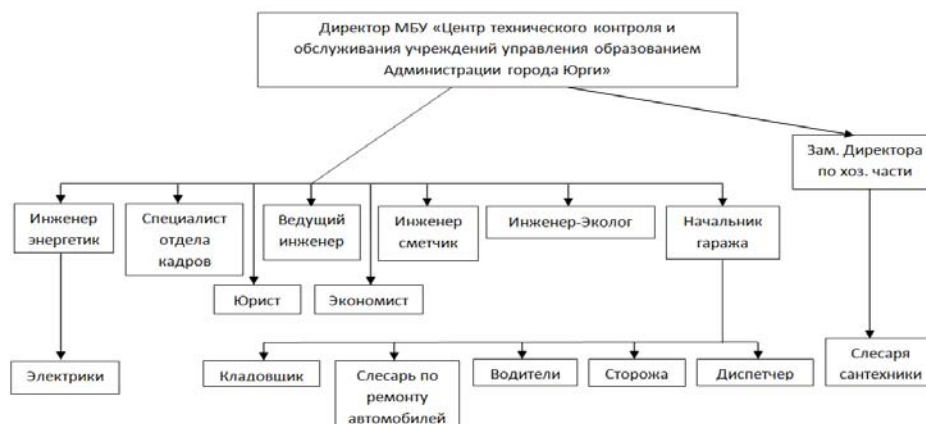 Директор МБУ «Центр технического контроля и
обслуживания учреждений управления образованием
Администрации города Юрги»
Зам. Директора
по хоз. части
Инженер
энергетик
Специалист
отдела
кадров
Ведущий
инженер
Инженер
сметчик
Инженер-Эколог
Начальник
гаража
Юрист
Экономист
Электрики
Кладовщик
Слесарь по
ремонту
автомобилей
Водители
Сторожа
Диспетчер
Слесаря
сантехники